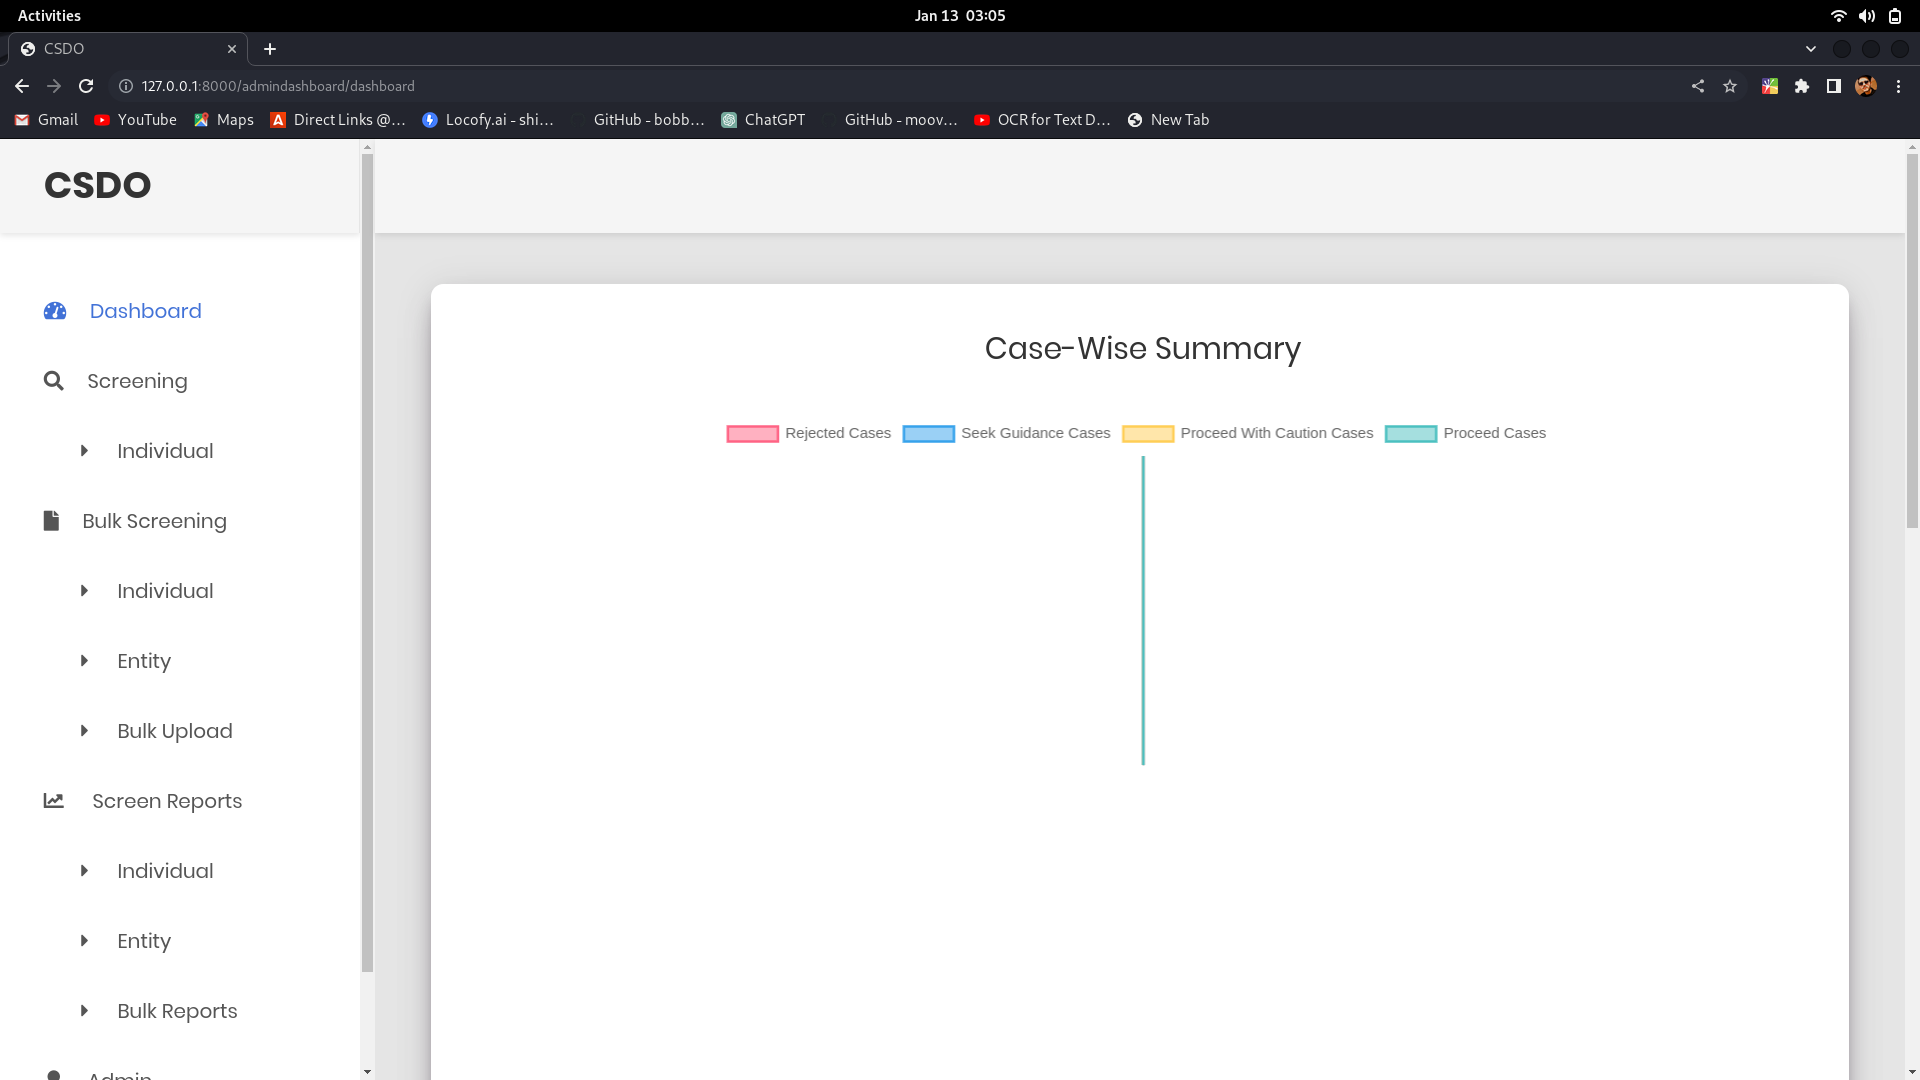 Activities
Jan 13 03:05
CSDO
127.0.0.1:8000/admindashboard/dashboard
Gmail
YouTube
Maps
Direct Links @...
Locofy.ai - shi...
GitHub - bobb...
ChatGPT
GitHub - moov...
OCR for Text D...
New Tab
CSDO
Dashboard
Screening
Individual
Bulk Screening
Individual
Entity
Bulk Upload
Screen Reports
Individual
Entity
Bulk Reports
Admin
Case-Wise Summary
Rejected Cases
Seek Guidance Cases
Proceed With Caution Cases
Proceed Cases